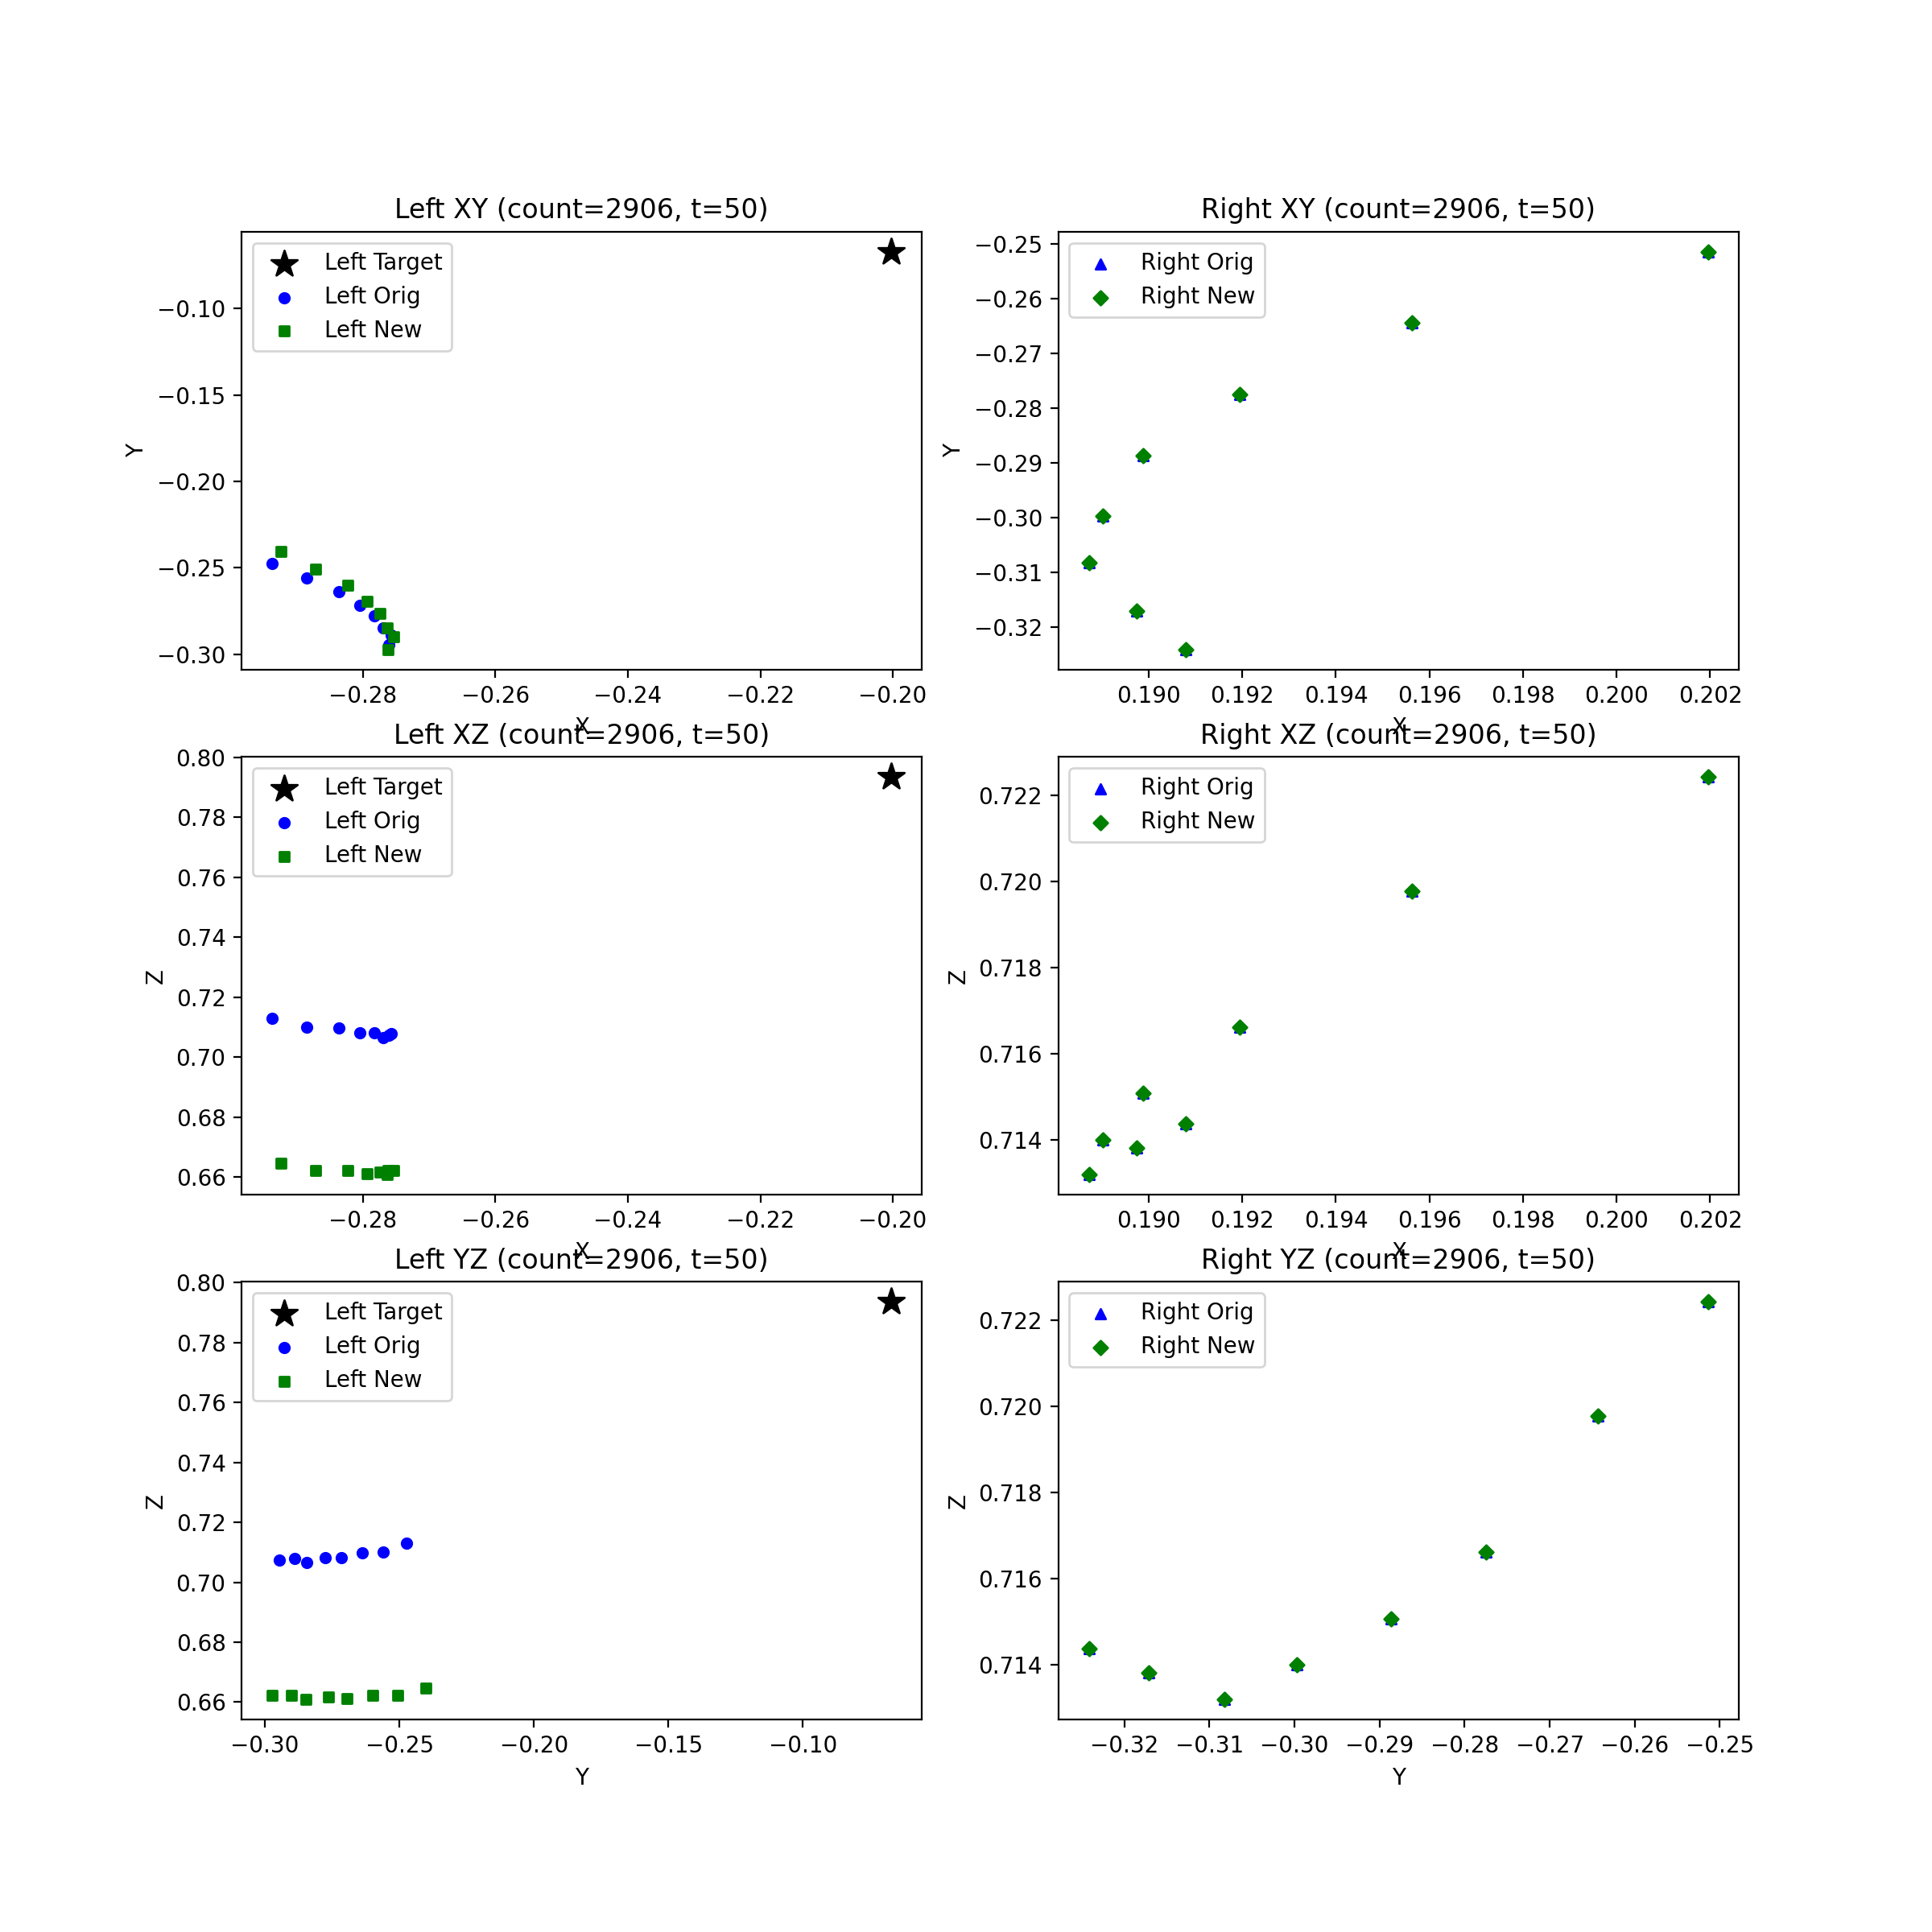 Left XY (count=2906, t=50)
Left Target
Left Orig
Left New
−0.10
−0.15
−0.20
−0.25
−0.30
Y
−0.28 −0.26 −0.24 −0.22 −0.20
X
Right XY (count=2906, t=50)
Right Orig
Right New
−0.25
−0.26
−0.27
−0.28
−0.29
−0.30
−0.31
−0.32
Y
0.190 0.192 0.194 0.196 0.198 0.200 0.202
X
Left XZ (count=2906, t=50)
Left Target
Left Orig
Left New
0.80
0.78
0.76
0.74
0.72
0.70
0.68
0.66
Z
−0.28 −0.26 −0.24 −0.22 −0.20
X
Right XZ (count=2906, t=50)
Right Orig
Right New
0.722
0.720
0.718
0.716
0.714
Z
0.190 0.192 0.194 0.196 0.198 0.200 0.202
X
Left YZ (count=2906, t=50)
Left Target
Left Orig
Left New
0.80
0.78
0.76
0.74
0.72
0.70
0.68
0.66
Z
−0.30 −0.25 −0.20 −0.15 −0.10
Y
Right YZ (count=2906, t=50)
Right Orig
Right New
0.722
0.720
0.718
0.716
0.714
Z
−0.32 −0.31 −0.30 −0.29 −0.28 −0.27 −0.26 −0.25
Y